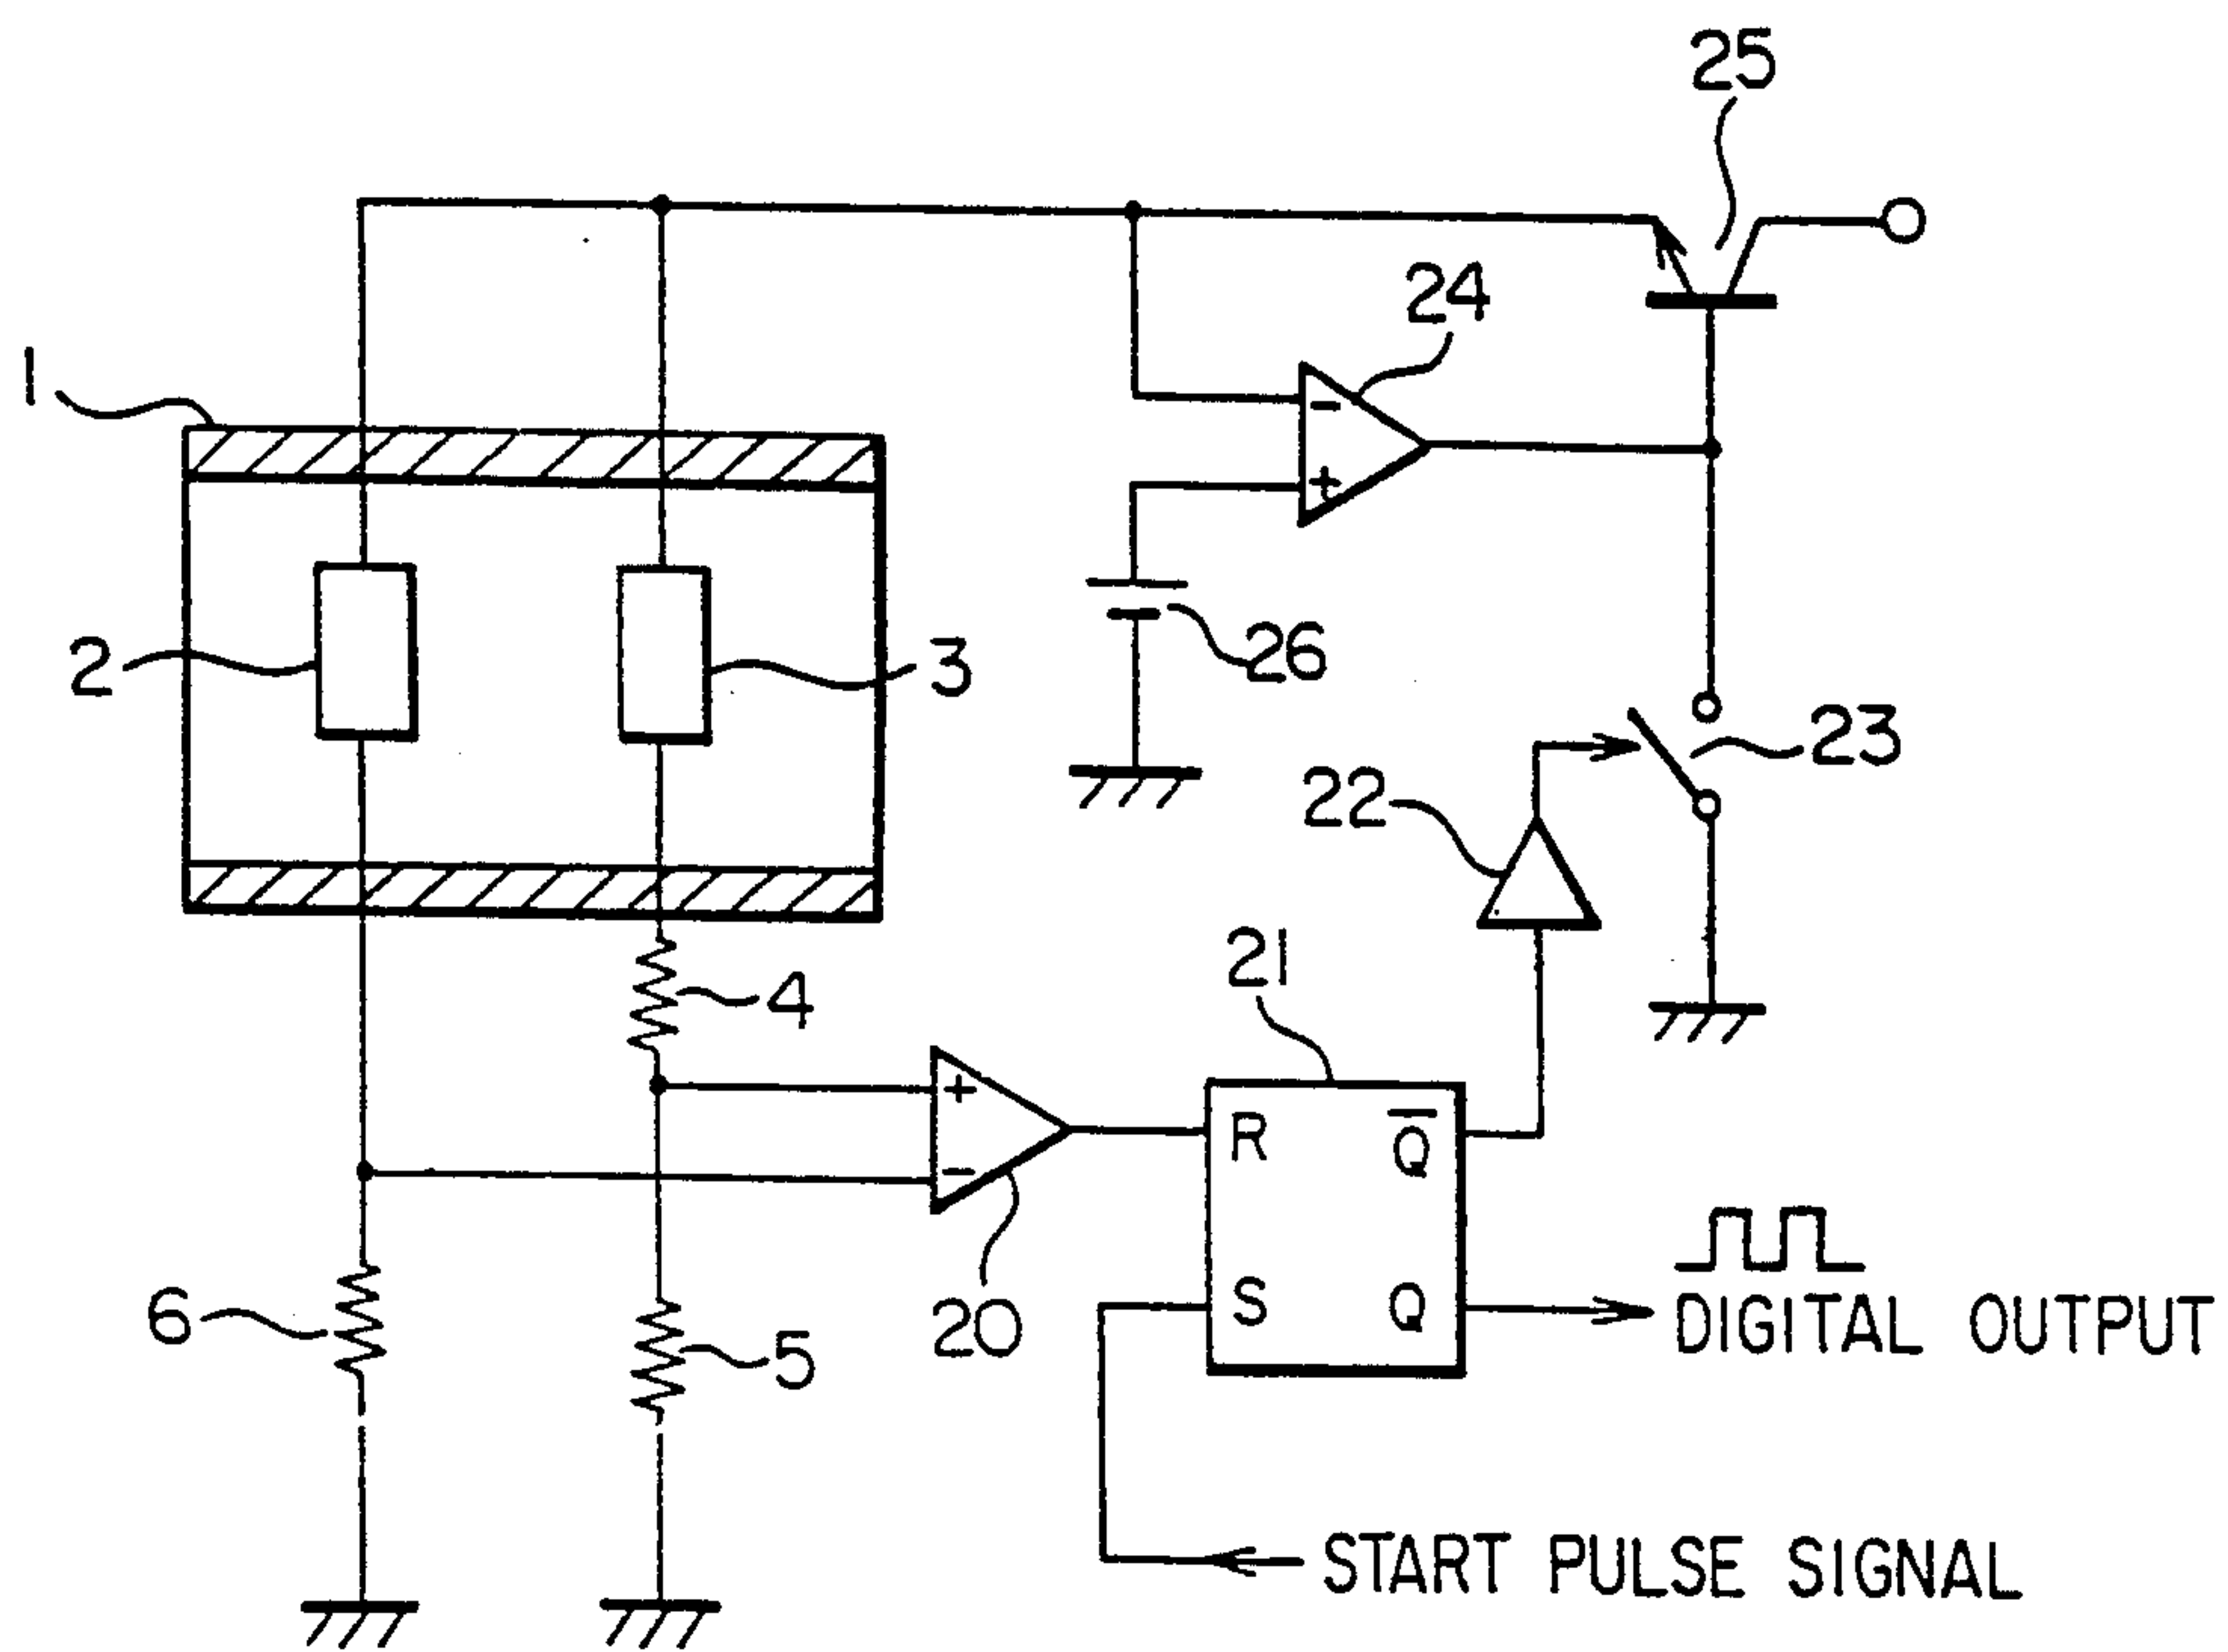 25
24
1
2
3
26
23
22
21
4
+
-
-
+
R
Q̅
S
Q
20
6
5
DIGITAL OUTPUT
START PULSE SIGNAL